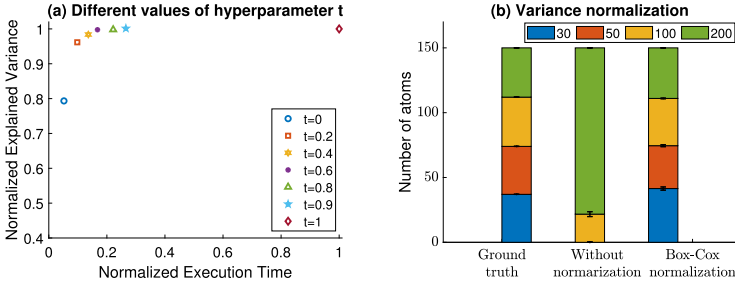 (a) Different values of hyperparameter t
Normalized Explained Variance
1
0.9
0.8
0.7
0.6
0.5
0.4
0
0.2
0.4
0.6
0.8
1
Normalized Execution Time
t=0
t=0.2
t=0.4
t=0.6
t=0.8
t=0.9
t=1
(b) Variance normalization
30 50 100 200
Number of atoms
150
100
50
0
Ground
truth
Without
normarization
Box-Cox
normalization